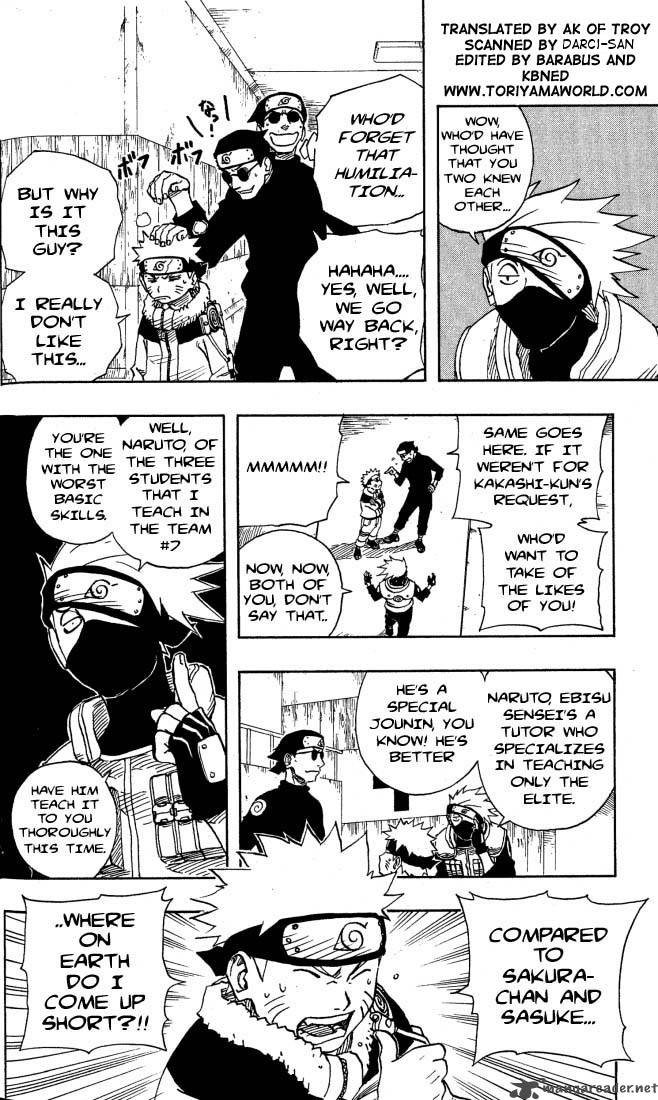 TRANSLATED BY AK OF TROY
SCANNED BY DARCI-SAN
EDITED BY BARABUS AND
KBNED
WWW.TORIYAMAWORLD.COM
WOW,
WHO'D HAVE
THOUGHT
THAT YOU
TWO KNEW
EACH
OTHER...
WHO'D
FORGET
THAT
HUMILIA-
TION...
なっ!
ボフ
ボフ
HAHAHA....
YES, WELL,
WE GO
WAY BACK,
RIGHT?
BUT WHY
IS IT
THIS
GUY?
I REALLY
DON'T
LIKE
THIS...
SAME GOES
HERE. IF IT
WEREN'T FOR
KAKASHI-KUN'S
REQUEST,
WHO'D
WANT TO
TAKE OF
THE LIKES
OF YOU!
MMMMM!!
NOW, NOW,
BOTH OF
YOU, DON'T
SAY THAT..
WELL,
NARUTO, OF
THE THREE
STUDENTS
THAT I
TEACH IN
THE TEAM
#7
YOU'RE
THE ONE
WITH THE
WORST
BASIC
SKILLS.
HAVE HIM
TEACH IT
TO YOU
THOROUGHLY
THIS TIME.
NARUTO, EBISU
SENSEI'S A
TUTOR WHO
SPECIALIZES
IN TEACHING
ONLY THE
ELITE.
HE'S A
SPECIAL
JOUNIN, YOU
KNOW! HE'S
BETTER
COMPARED
TO
SAKURA-
CHAN AND
SASUKE...
..WHERE
ON
EARTH
DO I
COME UP
SHORT?!!
mangareader.net